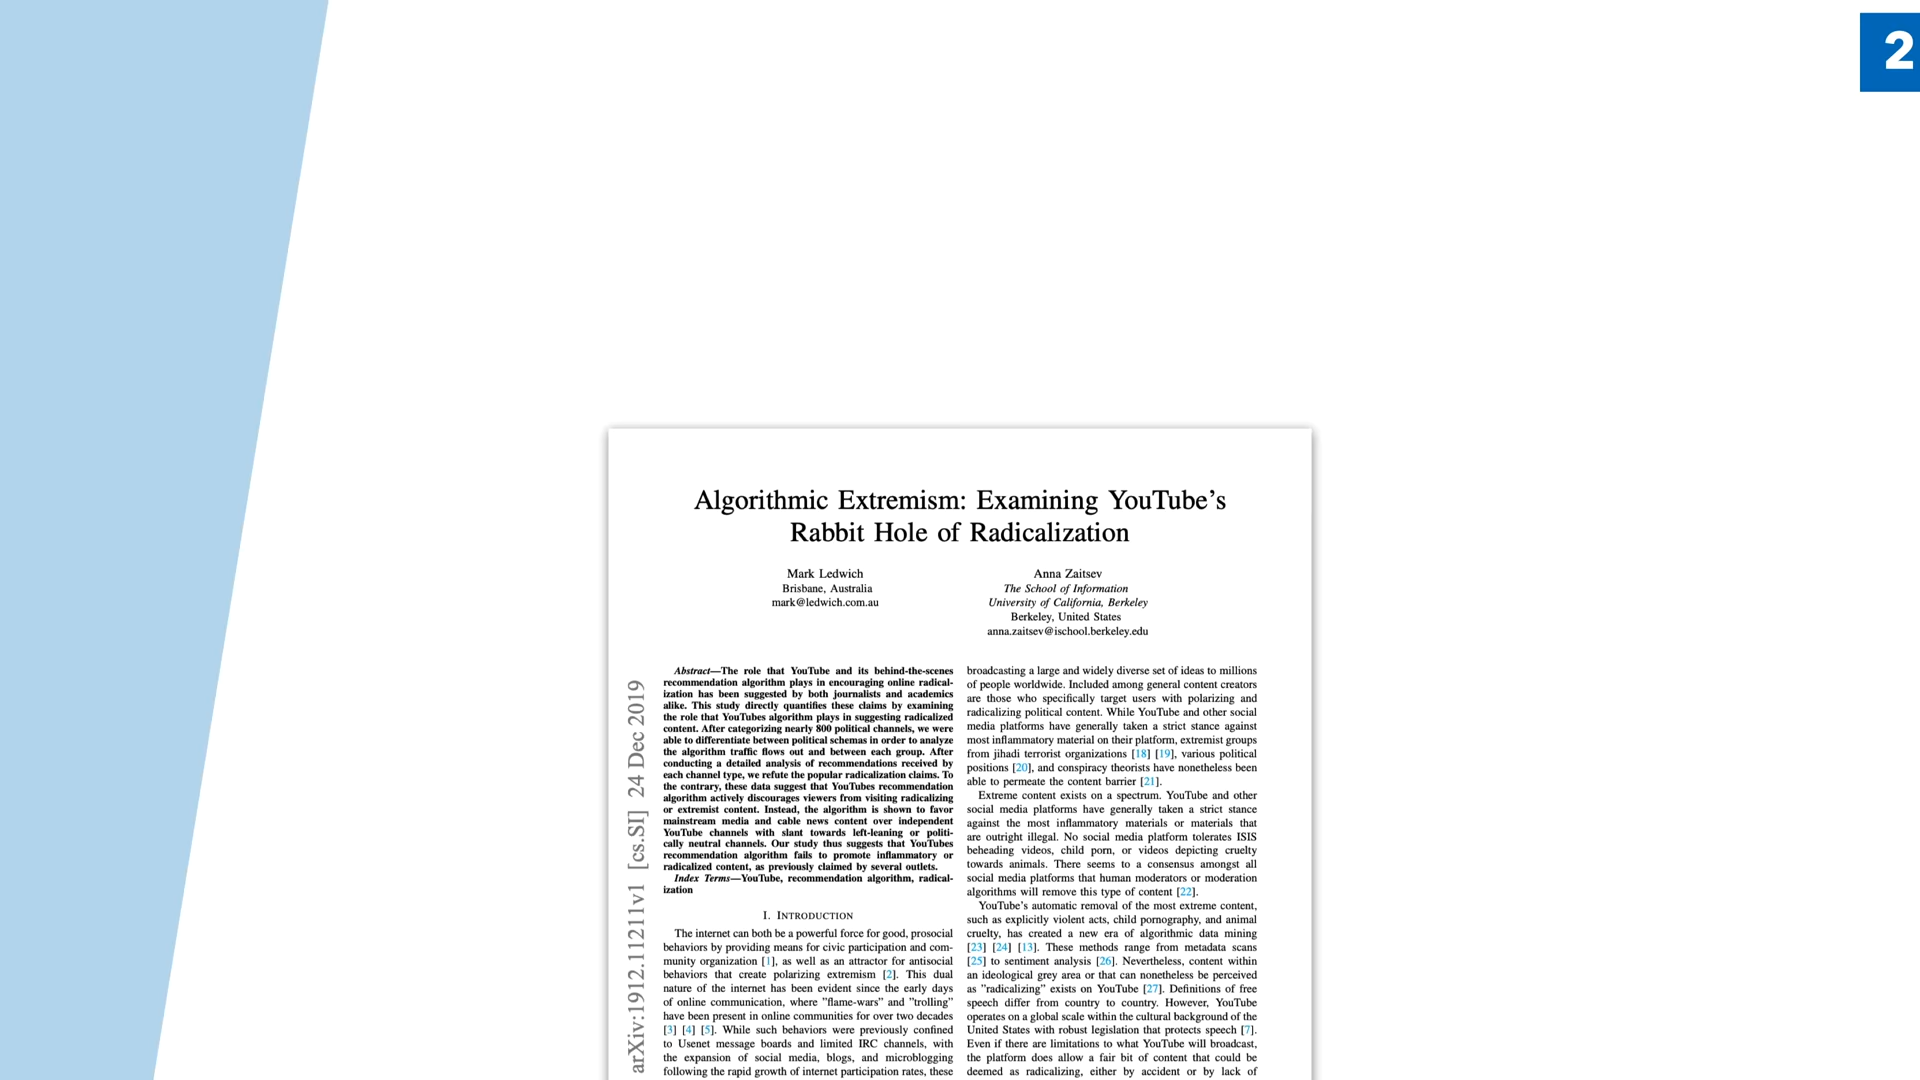 2
Algorithmic Extremism: Examining YouTube's
Rabbit Hole of Radicalization
Mark Ledwich
Brisbane, Australia
mark@ledwich.com.au
Anna Zaitsev
The School of Information
University of California, Berkeley
Berkeley, United States
anna.zaitsev@ischool.berkeley.edu
arXiv:1912.11211v1 [cs.SI] 24 Dec 2019
Abstract—The role that YouTube and its behind-the-scenes
recommendation algorithm plays in encouraging online radical-
ization has been suggested by both journalists and academics
alike. This study directly quantifies these claims by examining
the role that YouTubes algorithm plays in suggesting radicalized
content. After categorizing nearly 800 political channels, we were
able to differentiate between political schemas in order to analyze
the algorithm traffic flows out and between each group. After
conducting a detailed analysis of recommendations received by
each channel type, we refute the popular radicalization claims. To
the contrary, these data suggest that YouTubes recommendation
algorithm actively discourages viewers from visiting radicalizing
or extremist content. Instead, the algorithm is shown to favor
mainstream media and cable news content over independent
YouTube channels with slant towards left-leaning or politi-
cally neutral channels. Our study thus suggests that YouTubes
recommendation algorithm fails to promote inflammatory or
radicalized content, as previously claimed by several outlets.
Index Terms—YouTube, recommendation algorithm, radical-
ization
I. Introduction
The internet can both be a powerful force for good, prosocial
behaviors by providing means for civic participation and com-
munity organization [1], as well as an attractor for antisocial
behaviors that create polarizing extremism [2]. This dual
nature of the internet has been evident since the early days
of online communication, where "flame-wars" and "trolling"
have been present in online communities for over two decades
[3] [4] [5]. While such behaviors were previously confined
to Usenet message boards and limited IRC channels, with
the expansion of social media, blogs, and microblogging
following the rapid growth of internet participation rates, these
broadcasting a large and widely diverse set of ideas to millions
of people worldwide. Included among general content creators
are those who specifically target users with polarizing and
radicalizing political content. While YouTube and other social
media platforms have generally taken a strict stance against
most inflammatory material on their platform, extremist groups
from jihadi terrorist organizations [18] [19], various political
positions [20], and conspiracy theorists have nonetheless been
able to permeate the content barrier [21].
Extreme content exists on a spectrum. YouTube and other
social media platforms have generally taken a strict stance
against the most inflammatory materials or materials that
are outright illegal. No social media platform tolerates ISIS
beheading videos, child porn, or videos depicting cruelty
towards animals. There seems to a consensus amongst all
social media platforms that human moderators or moderation
algorithms will remove this type of content [22].
YouTube's automatic removal of the most extreme content,
such as explicitly violent acts, child pornography, and animal
cruelty, has created a new era of algorithmic data mining
[23] [24] [13]. These methods range from metadata scans
[25] to sentiment analysis [26]. Nevertheless, content within
an ideological grey area or that can nonetheless be perceived
as "radicalizing" exists on YouTube [27]. Definitions of free
speech differ from country to country. However, YouTube
operates on a global scale within the cultural background of the
United States with robust legislation that protects speech [7].
Even if there are limitations to what YouTube will broadcast,
the platform does allow a fair bit of content that could be
deemed as radicalizing, either by accident or by lack of